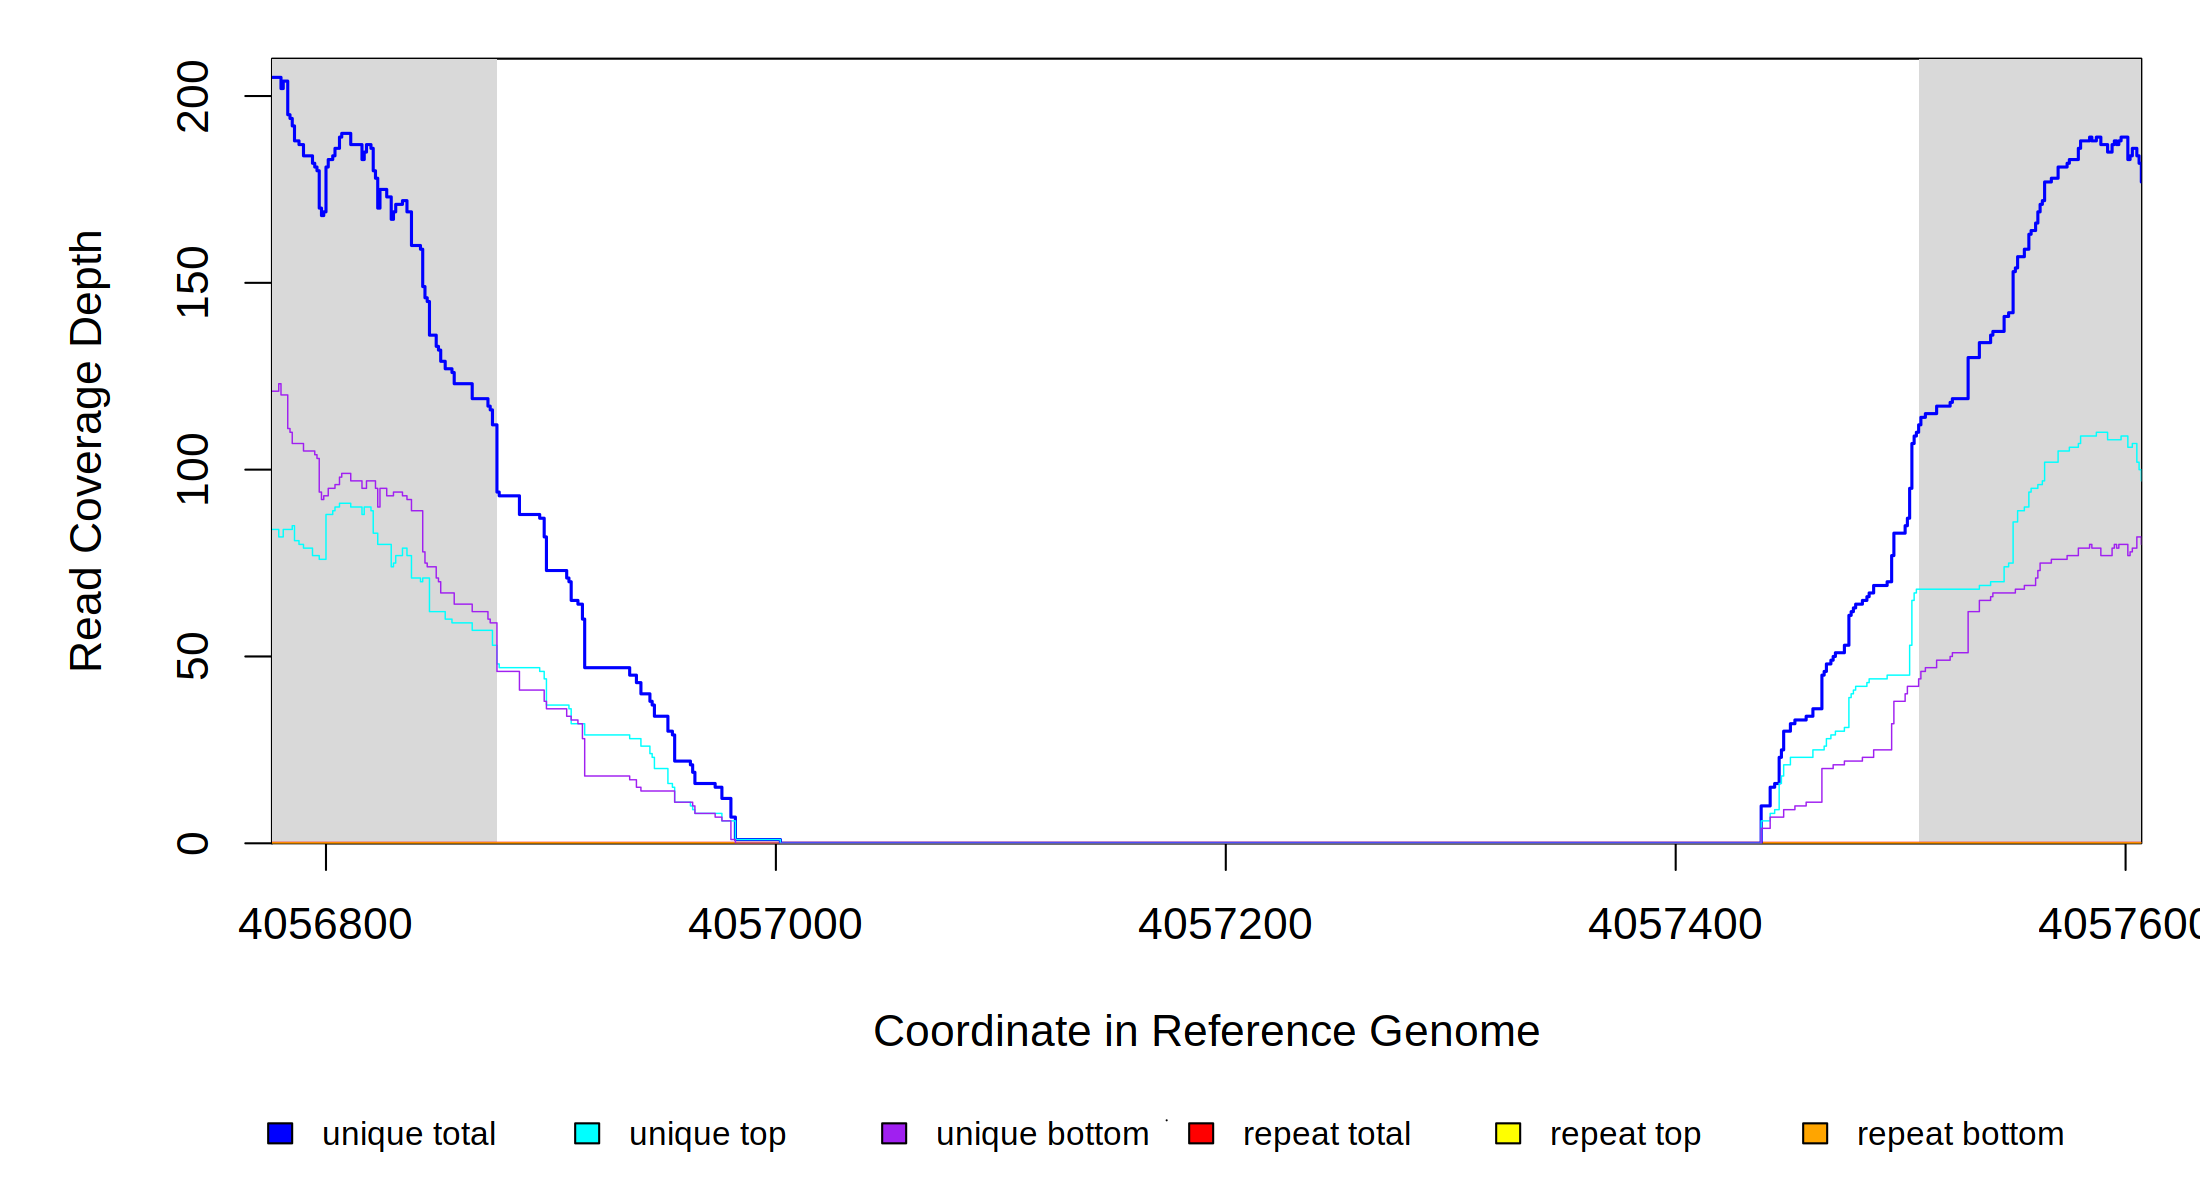 Read Coverage Depth
200
150
100
50
0
4056800 4057000 4057200 4057400 405760
Coordinate in Reference Genome
unique total unique top unique bottom repeat total repeat top repeat bottom